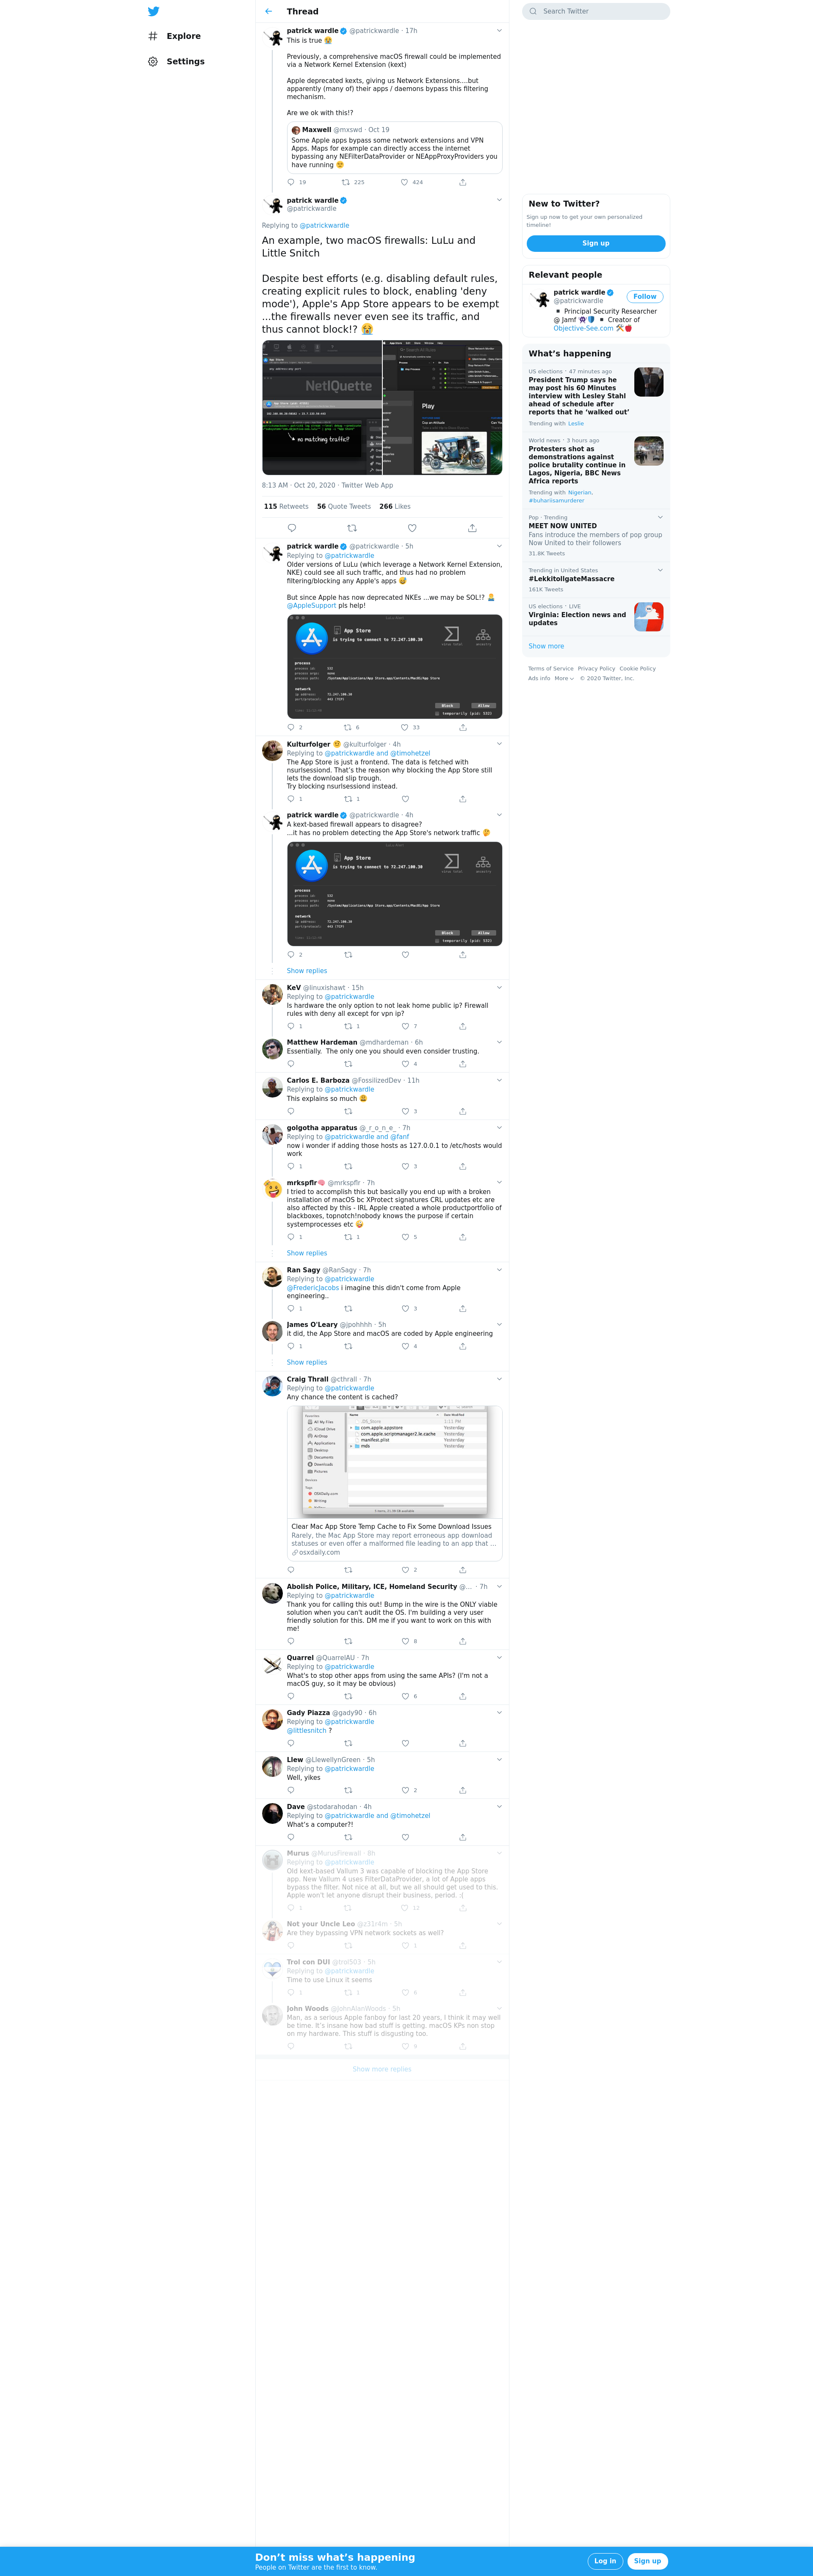 Explore
Settings
Thread
patrick wardle @patrickwardle · 17h
This is true 😭
Previously, a comprehensive macOS firewall could be implemented
via a Network Kernel Extension (kext)
Apple deprecated kexts, giving us Network Extensions....but
apparently (many of) their apps / daemons bypass this filtering
mechanism.
Are we ok with this!?
Maxwell @mxswd · Oct 19
Some Apple apps bypass some network extensions and VPN
Apps. Maps for example can directly access the internet
bypassing any NEFilterDataProvider or NEAppProxyProviders you
have running 😕
19 225 424
patrick wardle
@patrickwardle
Replying to @patrickwardle
An example, two macOS firewalls: LuLu and
Little Snitch
Despite best efforts (e.g. disabling default rules,
creating explicit rules to block, enabling 'deny
mode'), Apple's App Store appears to be exempt
...the firewalls never even see its traffic, and
thus cannot block!? 😭
NetIQuette
no matching traffic?
Play
8:13 AM · Oct 20, 2020 · Twitter Web App
115 Retweets 56 Quote Tweets 266 Likes
patrick wardle @patrickwardle · 5h
Replying to @patrickwardle
Older versions of LuLu (which leverage a Network Kernel Extension,
NKE) could see all such traffic, and thus had no problem
filtering/blocking any Apple's apps 😅
But since Apple has now deprecated NKEs ...we may be SOL!? 🤷‍♂️
@AppleSupport pls help!
App Store
is trying to connect to 72.247.100.30
process
network
Block Allow
temporarily (pid: 532)
2 6 33
Kulturfolger 🤨 @kulturfolger · 4h
Replying to @patrickwardle and @timohetzel
The App Store is just a frontend. The data is fetched with
nsurlsessiond. That's the reason why blocking the App Store still
lets the download slip trough.
Try blocking nsurlsessiond instead.
1 1
patrick wardle @patrickwardle · 4h
A kext-based firewall appears to disagree?
...it has no problem detecting the App Store's network traffic 🤔
App Store
is trying to connect to 72.247.100.30
process
network
Block Allow
temporarily (pid: 532)
2
Show replies
KeV @linuxishawt · 15h
Replying to @patrickwardle
Is hardware the only option to not leak home public ip? Firewall
rules with deny all except for vpn ip?
1 1 7
Matthew Hardeman @mdhardeman · 6h
Essentially. The only one you should even consider trusting.
4
Carlos E. Barboza @FossilizedDev · 11h
Replying to @patrickwardle
This explains so much 😩
3
golgotha apparatus @_r_o_n_e_ · 7h
Replying to @patrickwardle and @fanf
now i wonder if adding those hosts as 127.0.0.1 to /etc/hosts would
work
1 3
mrkspflr🧠 @mrkspflr · 7h
I tried to accomplish this but basically you end up with a broken
installation of macOS bc XProtect signatures CRL updates etc are
also affected by this - IRL Apple created a whole productportfolio of
blackboxes, topnotch!nobody knows the purpose if certain
systemprocesses etc 🤪
1 1 5
Show replies
Ran Sagy @RanSagy · 7h
Replying to @patrickwardle
@FredericJacobs i imagine this didn't come from Apple
engineering..
1 3
James O'Leary @jpohhhh · 5h
it did, the App Store and macOS are coded by Apple engineering
1 4
Show replies
Craig Thrall @cthrall · 7h
Replying to @patrickwardle
Any chance the content is cached?
Favorites
All My Files
iCloud Drive
AirDrop
Applications
Desktop
Documents
Downloads
Pictures
Devices
Tags
OSXDaily.com
Writing
Name Date Modified
.DS_Store 1:11 PM
com.apple.appstore Yesterday
com.apple.scriptmanager2.le.cache Yesterday
manifest.plist Yesterday
mds Yesterday
Clear Mac App Store Temp Cache to Fix Some Download Issues
Rarely, the Mac App Store may report erroneous app download
statuses or even offer a malformed file leading to an app that ...
osxdaily.com
2
Abolish Police, Military, ICE, Homeland Security @... · 7h
Replying to @patrickwardle
Thank you for calling this out! Bump in the wire is the ONLY viable
solution when you can't audit the OS. I'm building a very user
friendly solution for this. DM me if you want to work on this with
me!
8
Quarrel @QuarrelAU · 7h
Replying to @patrickwardle
What's to stop other apps from using the same APIs? (I'm not a
macOS guy, so it may be obvious)
6
Gady Piazza @gady90 · 6h
Replying to @patrickwardle
@littlesnitch ?
Llew @LlewellynGreen · 5h
Replying to @patrickwardle
Well, yikes
2
Dave @stodarahodan · 4h
Replying to @patrickwardle and @timohetzel
What's a computer?!
Murus @MurusFirewall · 8h
Replying to @patrickwardle
Old kext-based Vallum 3 was capable of blocking the App Store
app. New Vallum 4 uses FilterDataProvider, a lot of Apple apps
bypass the filter. Not nice at all, but we all should get used to this.
Apple won't let anyone disrupt their business, period. :(
Not your Uncle Leo @z31r4m · 5h
Are they bypassing VPN network sockets as well?
Trol con DUI @trol503 · 5h
Replying to @patrickwardle
Time to use Linux it seems
John Woods @JohnAlanWoods · 5h
Man, as a serious Apple fanboy for last 20 years, I think it may well
be time. It's insane how bad stuff is getting. macOS KPs non stop
on my hardware. This stuff is disgusting too.
Show more replies
Search Twitter
New to Twitter?
Sign up now to get your own personalized
timeline!
Sign up
Relevant people
patrick wardle
@patrickwardle
Follow
▪️ Principal Security Researcher
@ Jamf 👾🛡️ ▪️ Creator of
Objective-See.com 🛠️🍎
What's happening
US elections · 47 minutes ago
President Trump says he
may post his 60 Minutes
interview with Lesley Stahl
ahead of schedule after
reports that he 'walked out'
Trending with Leslie
World news · 3 hours ago
Protesters shot as
demonstrations against
police brutality continue in
Lagos, Nigeria, BBC News
Africa reports
Trending with Nigerian,
#buhariisamurderer
Pop · Trending
MEET NOW UNITED
Fans introduce the members of pop group
Now United to their followers
31.8K Tweets
Trending in United States
#LekkitollgateMassacre
161K Tweets
US elections · LIVE
Virginia: Election news and
updates
Show more
Terms of Service Privacy Policy Cookie Policy
Ads info More © 2020 Twitter, Inc.
Don't miss what's happening
People on Twitter are the first to know.
Log in Sign up